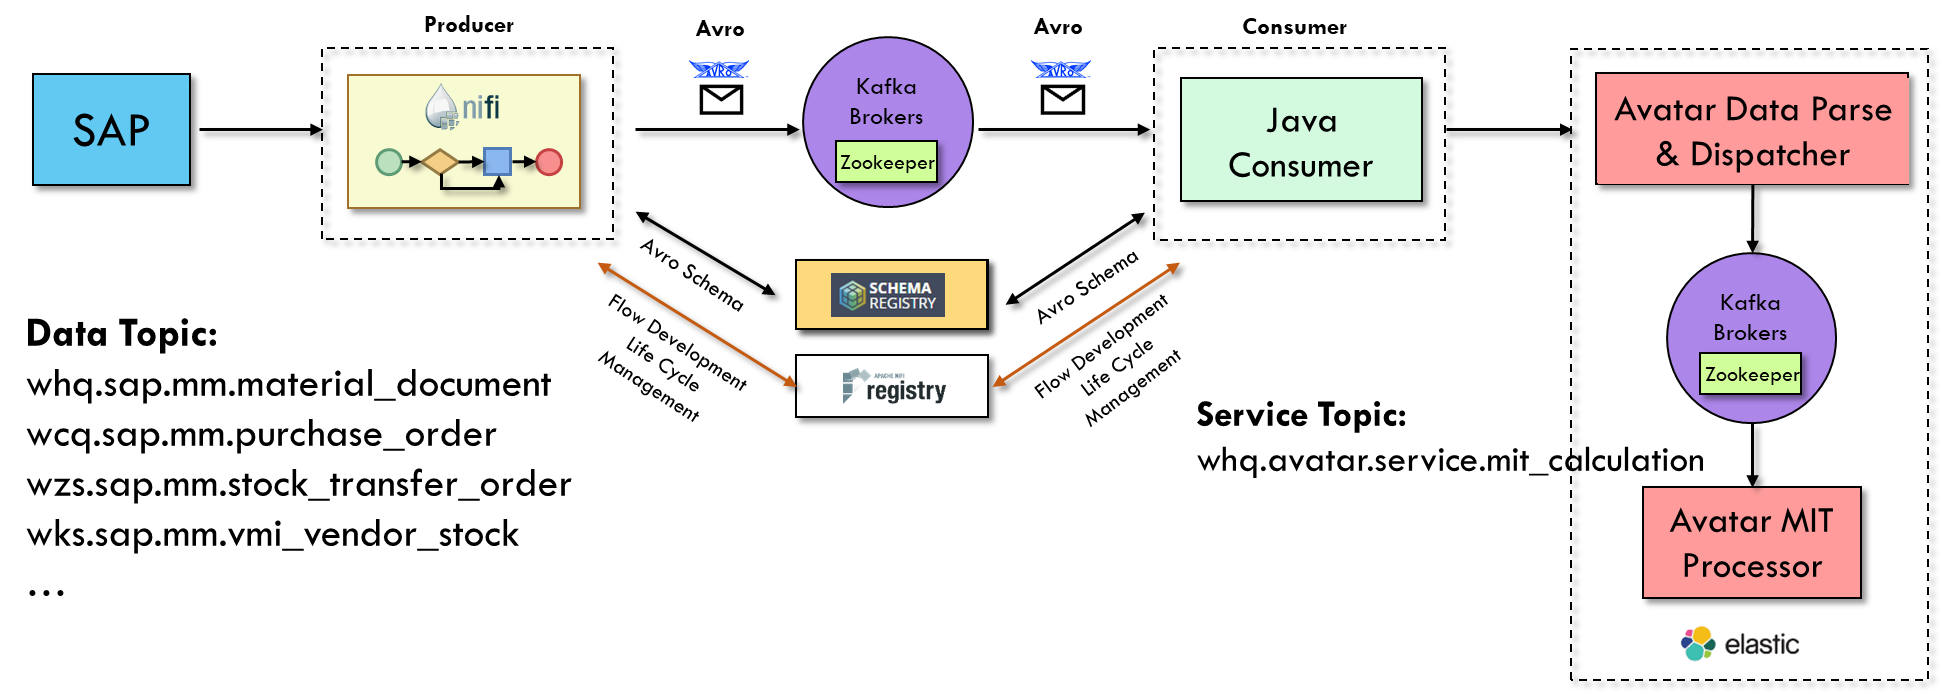 Producer
Avro
Avro
Consumer
SAP
nifi
AVRO
Kafka
Brokers
Zookeeper
AVRO
Java
Consumer
Avatar Data Parse
& Dispatcher
Avro Schema
Flow Development
Life Cycle
Management
SCHEMA
REGISTRY
APACHE NIFI
registry
Avro Schema
Flow Development
Life Cycle
Management
Kafka
Brokers
Zookeeper
Data Topic:
whq.sap.mm.material_document
wcq.sap.mm.purchase_order
wzs.sap.mm.stock_transfer_order
wks.sap.mm.vmi_vendor_stock
...
Service Topic:
whq.avatar.service.mit_calculation
Avatar MIT
Processor
elastic